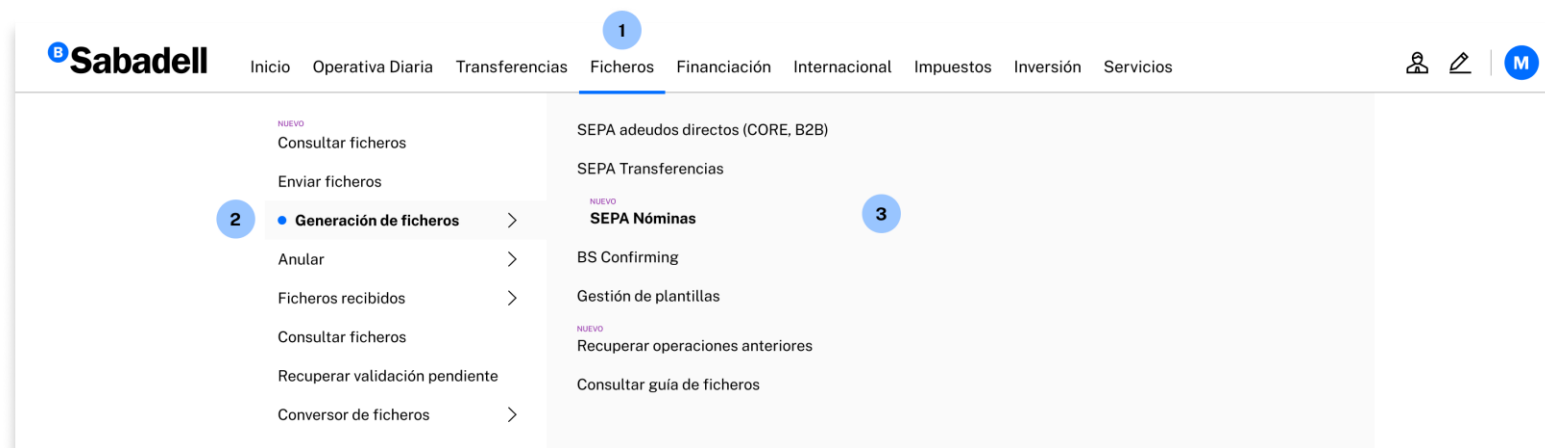 1
B Sabadell
Inicio Operativa Diaria Transferencias Ficheros Financiación Internacional Impuestos Inversión Servicios
M
NUEVO
Consultar ficheros
Enviar ficheros
2
Generación de ficheros
Anular
Ficheros recibidos
Consultar ficheros
Recuperar validación pendiente
Conversor de ficheros
SEPA adeudos directos (CORE, B2B)
SEPA Transferencias
NUEVO
SEPA Nóminas
3
BS Confirming
Gestión de plantillas
NUEVO
Recuperar operaciones anteriores
Consultar guía de ficheros